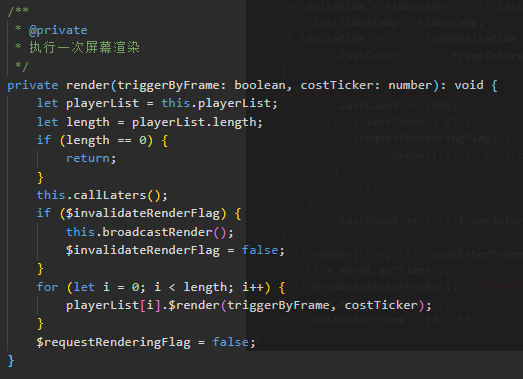 /**
 * @private
 * 执行一次屏幕渲染
 */
private render(triggerByFrame: boolean, costTicker: number): void {
    let playerList = this.playerList;
    let length = playerList.length;
    if (length == 0) {
        return;
    }
    this.callLaters();
    if ($invalidateRenderFlag) {
        this.broadcastRender();
        $invalidateRenderFlag = false;
    }
    for (let i = 0; i < length; i++) {
        playerList[i].$render(triggerByFrame, costTicker);
    }
    $requestRenderingFlag = false;
}